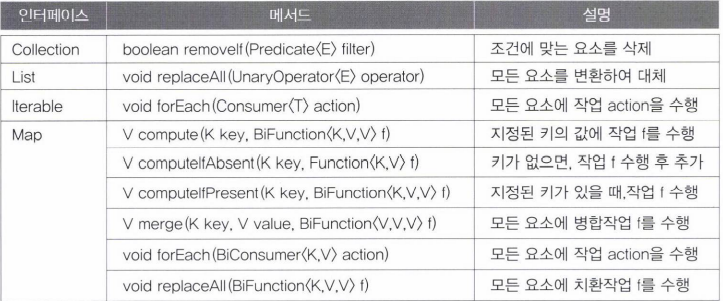 인터페이스 메서드 설명
Collection boolean removeIf(Predicate〈E〉 filter) 조건에 맞는 요소를 삭제
List void replaceAll(UnaryOperator〈E〉 operator) 모든 요소를 변환하여 대체
Iterable void forEach(Consumer〈T〉 action) 모든 요소에 작업 action을 수행
Map V compute(K key, BiFunction〈K,V,V〉 f) 지정된 키의 값에 작업 f를 수행
V computeIfAbsent(K key, Function〈K,V〉 f) 키가 없으면, 작업 f 수행 후 추가
V computeIfPresent(K key, BiFunction〈K,V,V〉 f) 지정된 키가 있을 때,작업 f 수행
V merge(K key, V value, BiFunction〈V,V,V〉 f) 모든 요소에 병합작업 f를 수행
void forEach(BiConsumer〈K,V〉 action) 모든 요소에 작업 action을 수행
void replaceAll(BiFunction〈K,V,V〉 f) 모든 요소에 치환작업 f를 수행